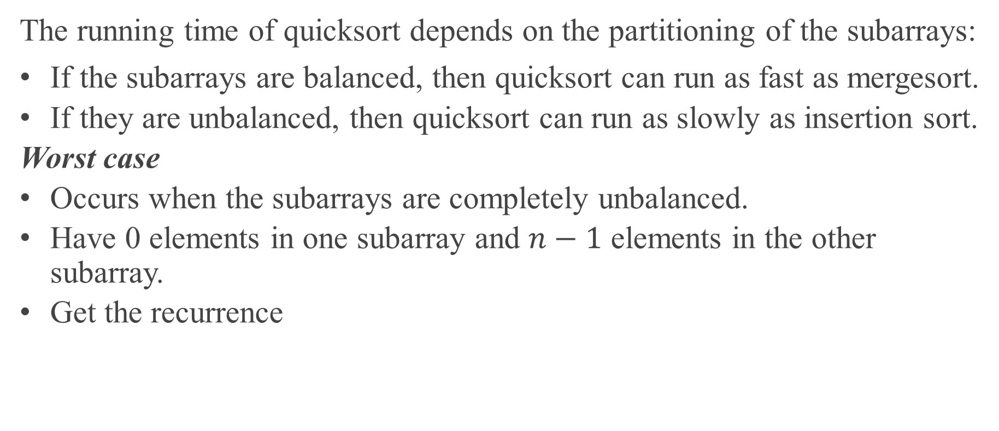 The running time of quicksort depends on the partitioning of the subarrays:
• If the subarrays are balanced, then quicksort can run as fast as mergesort.
• If they are unbalanced, then quicksort can run as slowly as insertion sort.
Worst case
• Occurs when the subarrays are completely unbalanced.
• Have 0 elements in one subarray and n − 1 elements in the other
subarray.
• Get the recurrence